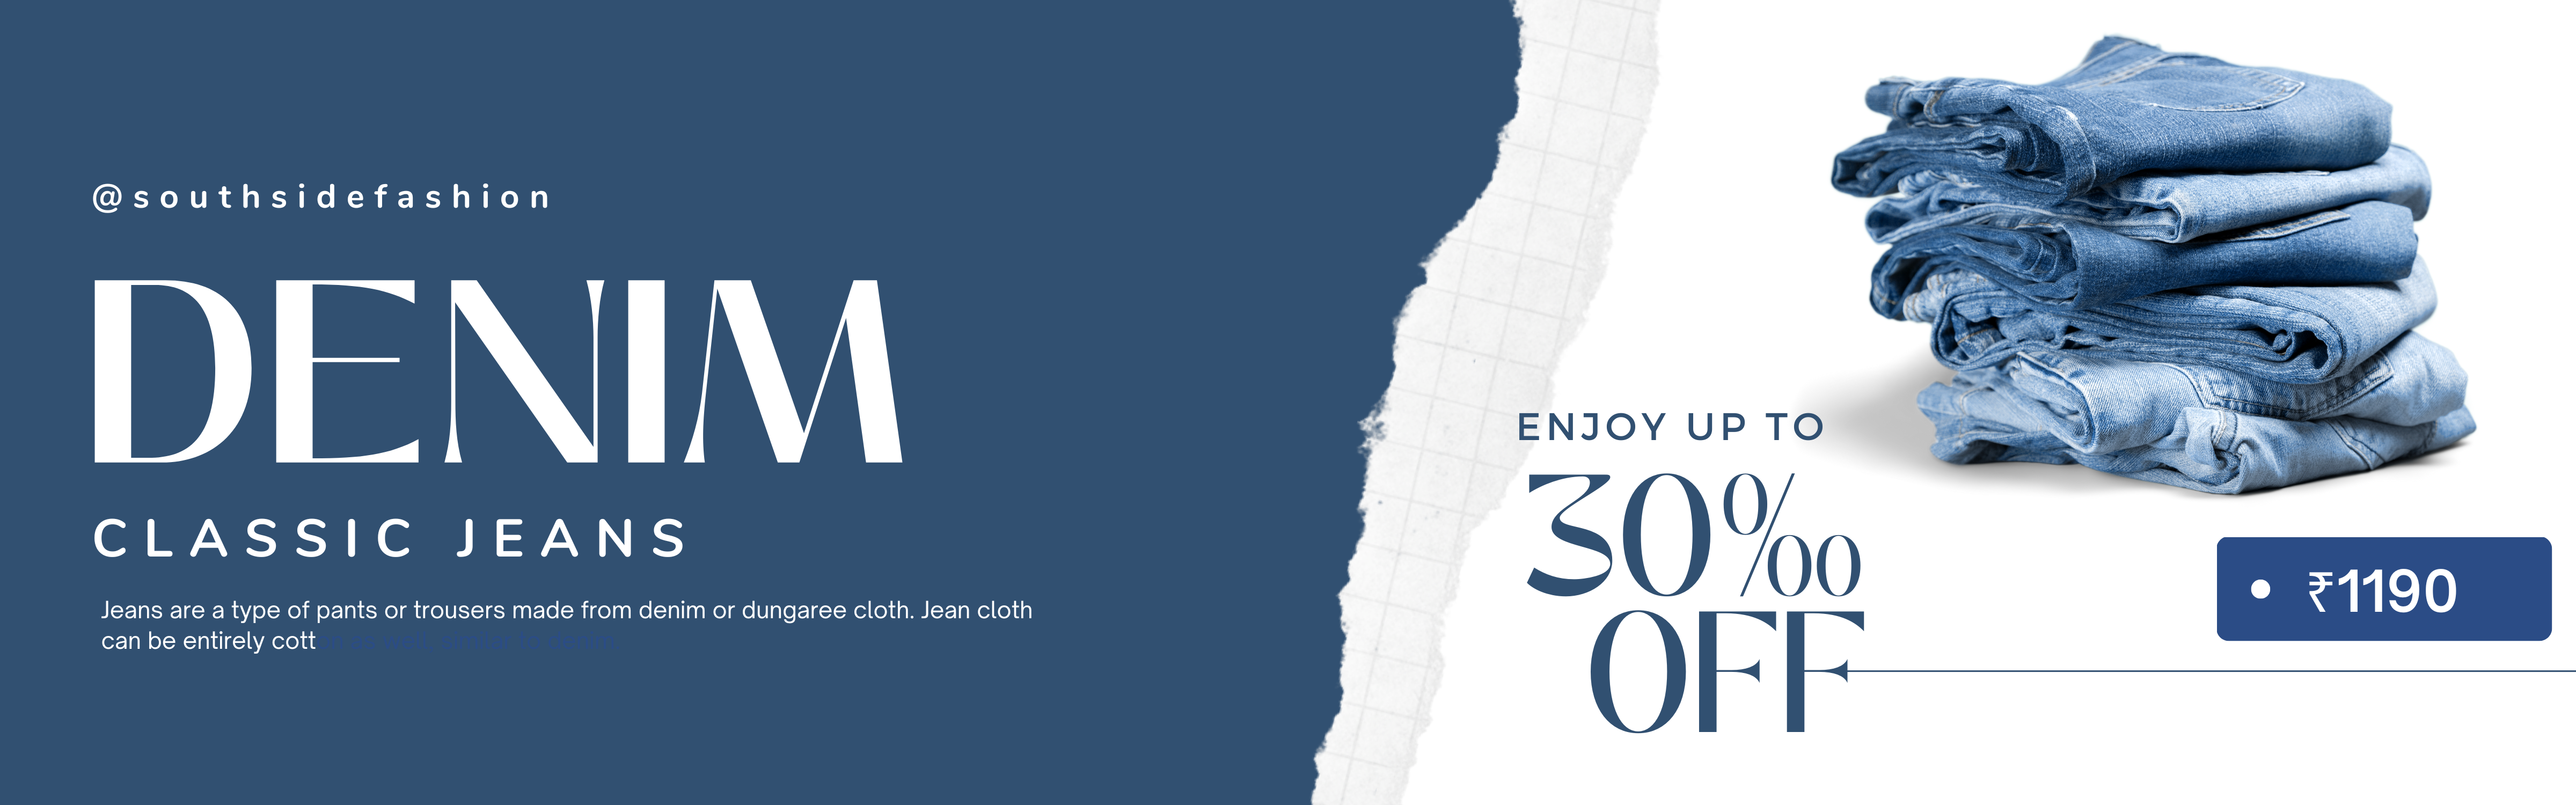 @southsidefashion
DENIM
CLASSIC JEANS
Jeans are a type of pants or trousers made from denim or dungaree cloth. Jean cloth
can be entirely cott
ENJOY UP TO
30‰
OFF
₹1190